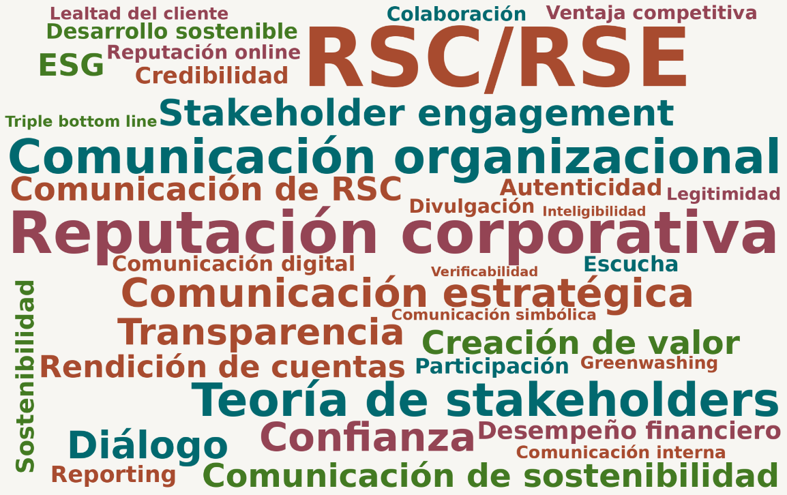 Lealtad del cliente
Colaboración
Ventaja competitiva
Desarrollo sostenible
RSC/RSE
Reputación online
ESG
Credibilidad
Stakeholder engagement
Triple bottom line
Comunicación organizacional
Comunicación de RSC
Autenticidad
Legitimidad
Divulgación
Inteligibilidad
Reputación corporativa
Comunicación digital
Verificabilidad
Escucha
Comunicación estratégica
Comunicación simbólica
Transparencia
Creación de valor
Sostenibilidad
Rendición de cuentas
Participación
Greenwashing
Teoría de stakeholders
Diálogo
Confianza
Desempeño financiero
Comunicación interna
Reporting
Comunicación de sostenibilidad